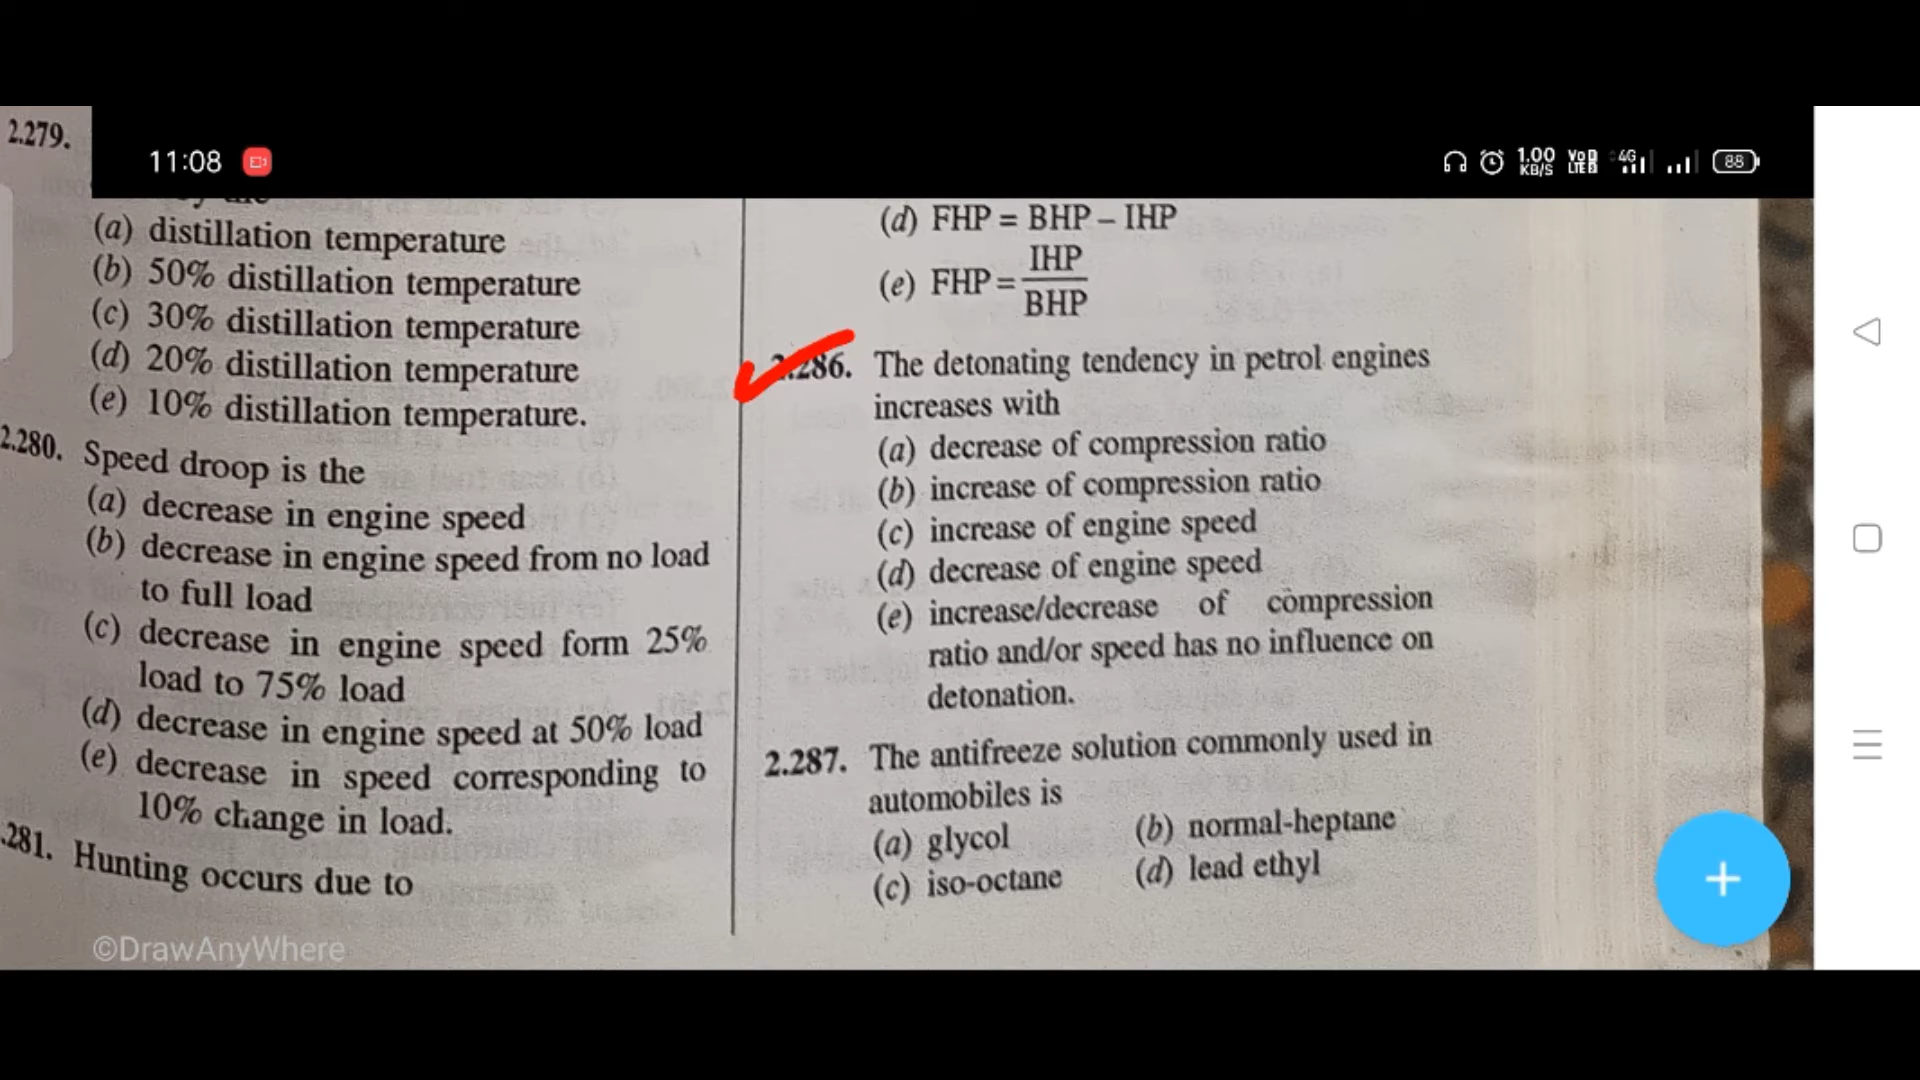 2.279.
11:08
1.00
KB/S
4G
88
(a) distillation temperature
(b) 50% distillation temperature
(c) 30% distillation temperature
(d) 20% distillation temperature
(e) 10% distillation temperature.
2.280. Speed droop is the
(a) decrease in engine speed
(b) decrease in engine speed from no load
to full load
(c) decrease in engine speed form 25%
load to 75% load
(d) decrease in engine speed at 50% load
(e) decrease in speed corresponding to
10% change in load.
.281. Hunting occurs due to
©DrawAnyWhere
(d) FHP = BHP – IHP
(e) FHP = IHP
BHP
2.286. The detonating tendency in petrol engines
increases with
(a) decrease of compression ratio
(b) increase of compression ratio
(c) increase of engine speed
(d) decrease of engine speed
(e) increase/decrease of compression
ratio and/or speed has no influence on
detonation.
2.287. The antifreeze solution commonly used in
automobiles is
(a) glycol (b) normal-heptane
(c) iso-octane (d) lead ethyl